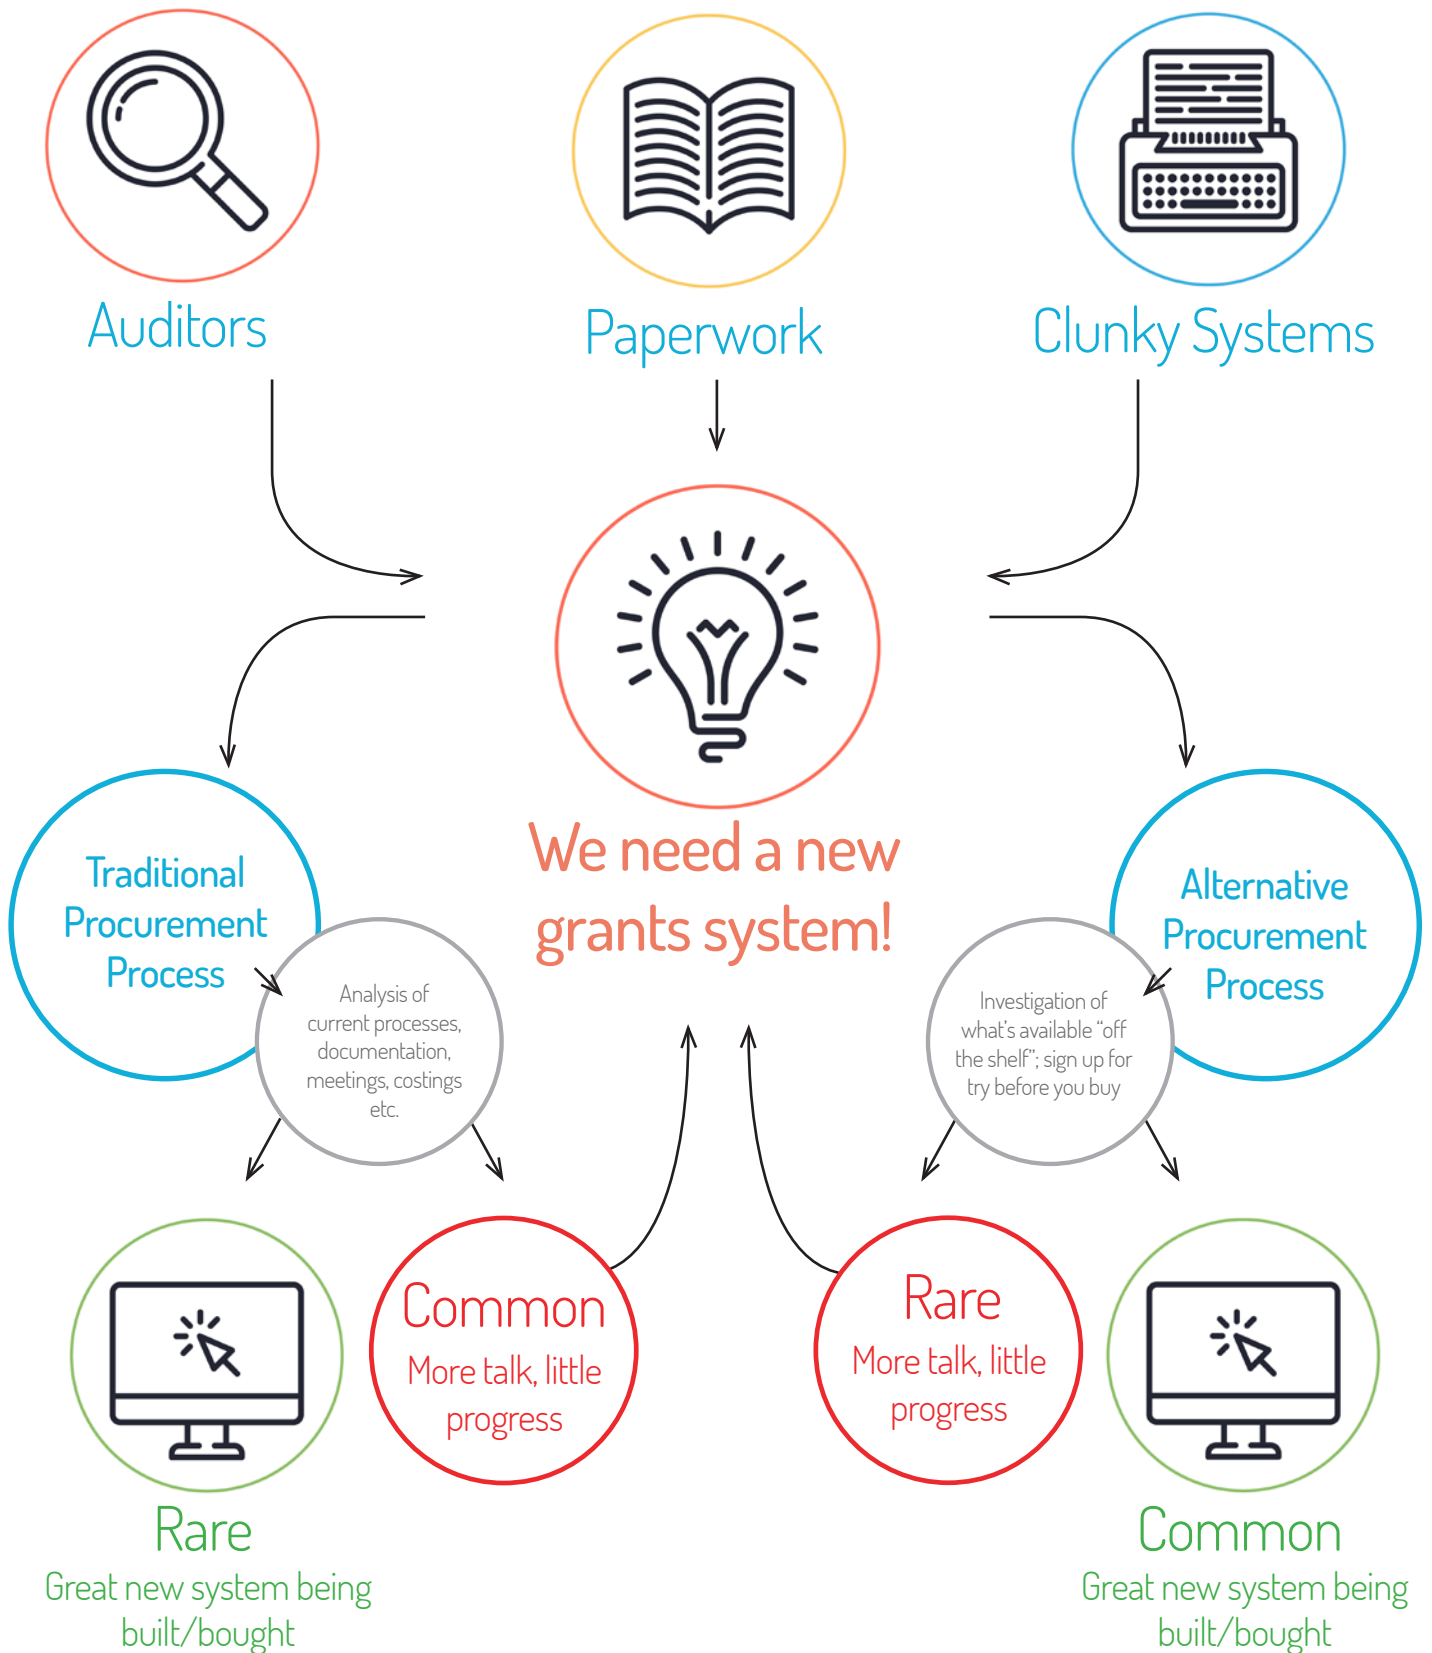 Auditors
Paperwork
Clunky Systems
We need a new
grants system!
Traditional
Procurement
Process
Analysis of
current processes,
documentation,
meetings, costings
etc.
Alternative
Procurement
Process
Investigation of
what's available “off
the shelf”; sign up for
try before you buy
Rare
Great new system being
built/bought
Common
More talk, little
progress
Rare
More talk, little
progress
Common
Great new system being
built/bought